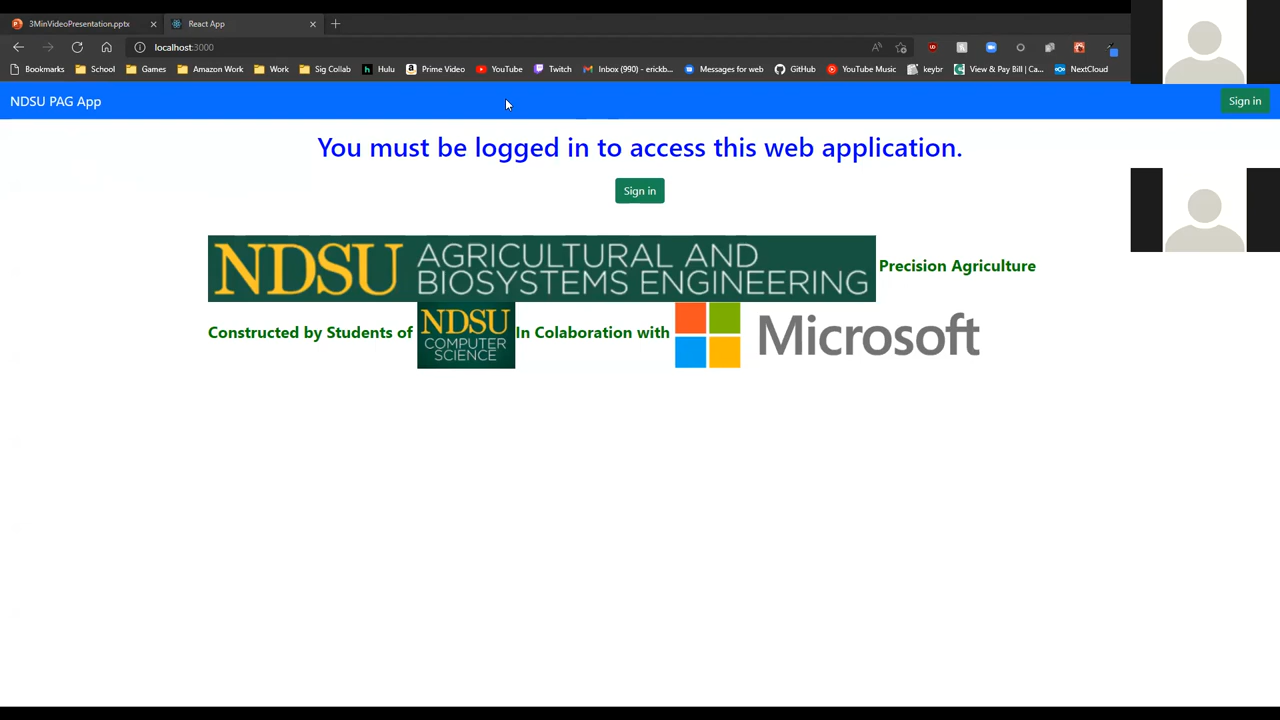 3MinVideoPresentation.pptx
React App
localhost:3000
Bookmarks School Games Amazon Work Work Sig Collab Hulu Prime Video YouTube Twitch Inbox (990) - erickb... Messages for web GitHub YouTube Music keybr View & Pay Bill | Ca... NextCloud
NDSU PAG App
Sign in
You must be logged in to access this web application.
Sign in
NDSU AGRICULTURAL AND
BIOSYSTEMS ENGINEERING
Precision Agriculture
Constructed by Students of
NDSU
COMPUTER
SCIENCE
In Colaboration with
Microsoft